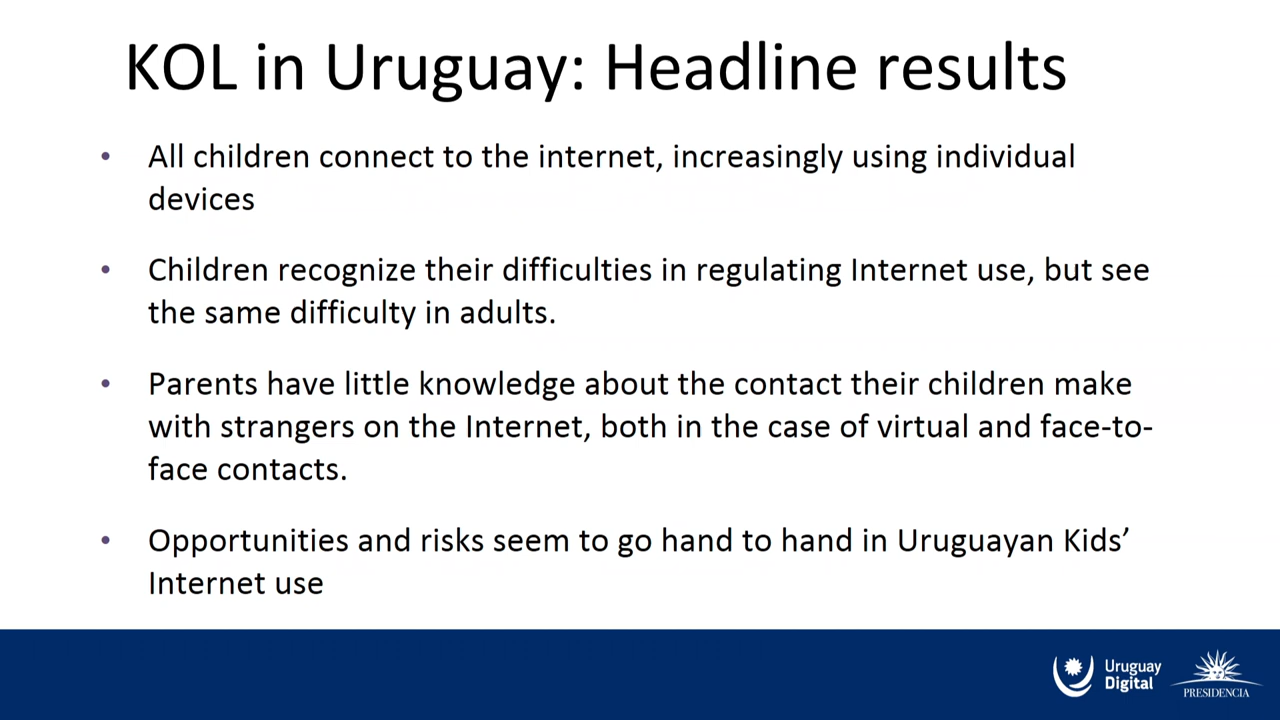 KOL in Uruguay: Headline results
• All children connect to the internet, increasingly using individual
devices
• Children recognize their difficulties in regulating Internet use, but see
the same difficulty in adults.
• Parents have little knowledge about the contact their children make
with strangers on the Internet, both in the case of virtual and face-to-
face contacts.
• Opportunities and risks seem to go hand to hand in Uruguayan Kids’
Internet use
Uruguay
Digital
PRESIDENCIA